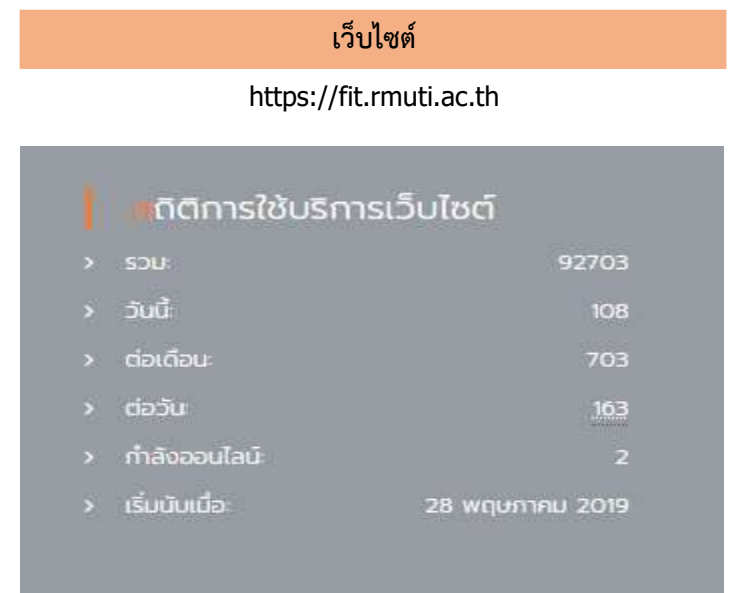 เว็บไซต์
https://fit.rmuti.ac.th
สถิติการใช้บริการเว็บไซต์
> รวม: 92703
> วันนี้: 108
> ต่อเดือน: 703
> ต่อวัน: 163
> กำลังออนไลน์: 2
> เริ่มนับเมื่อ: 28 พฤษภาคม 2019